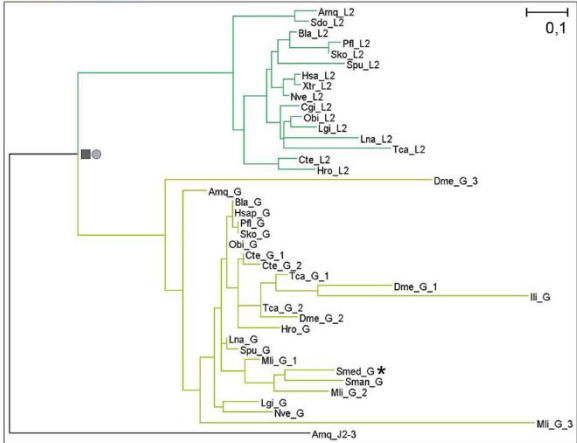 Amq_L2
0,1
Sdo_L2
Bla_L2
Pfl_L2
Sko_L2
Spu_L2
Hsa_L2
Xtr_L2
Nve_L2
Cgi_L2
Obi_L2
Lgi_L2
Lna_L2
Tca_L2
Cte_L2
Hro_L2
Dme_G_3
Amq_G
Bla_G
Hsap_G
Pfl_G
Sko_G
Obi_G
Cte_G_1
Cte_G_2
Tca_G_1
Dme_G_1
Ili_G
Tca_G_2
Dme_G_2
Hro_G
Lna_G
Spu_G
Mli_G_1
Smed_G *
Sman_G
Mli_G_2
Lgi_G
Nve_G
Mli_G_3
Amq_J2-3